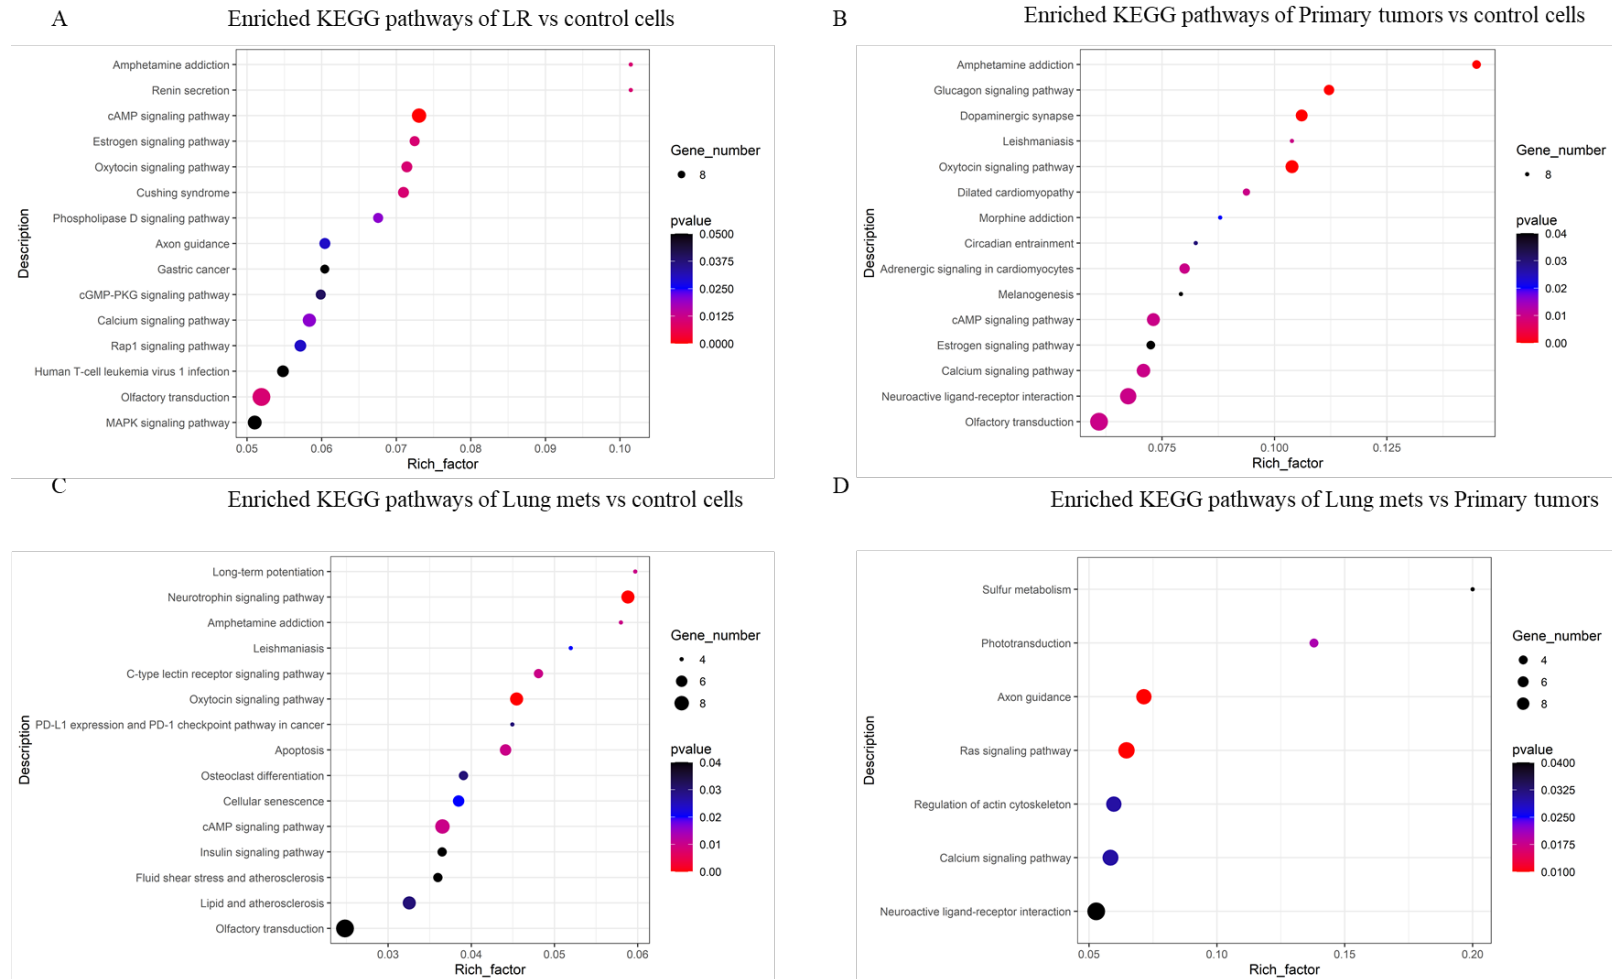 A
Enriched KEGG pathways of LR vs control cells
Amphetamine addiction
Renin secretion
cAMP signaling pathway
Estrogen signaling pathway
Oxytocin signaling pathway
Cushing syndrome
Phospholipase D signaling pathway
Axon guidance
Gastric cancer
cGMP-PKG signaling pathway
Calcium signaling pathway
Rap1 signaling pathway
Human T-cell leukemia virus 1 infection
Olfactory transduction
MAPK signaling pathway
Description
0.05 0.06 0.07 0.08 0.09 0.10
Rich_factor
Gene_number
8
pvalue
0.0500
0.0375
0.0250
0.0125
0.0000
B
Enriched KEGG pathways of Primary tumors vs control cells
Amphetamine addiction
Glucagon signaling pathway
Dopaminergic synapse
Leishmaniasis
Oxytocin signaling pathway
Dilated cardiomyopathy
Morphine addiction
Circadian entrainment
Adrenergic signaling in cardiomyocytes
Melanogenesis
cAMP signaling pathway
Estrogen signaling pathway
Calcium signaling pathway
Neuroactive ligand-receptor interaction
Olfactory transduction
Description
0.075 0.100 0.125
Rich_factor
Gene_number
8
pvalue
0.04
0.03
0.02
0.01
0.00
C
Enriched KEGG pathways of Lung mets vs control cells
Long-term potentiation
Neurotrophin signaling pathway
Amphetamine addiction
Leishmaniasis
C-type lectin receptor signaling pathway
Oxytocin signaling pathway
PD-L1 expression and PD-1 checkpoint pathway in cancer
Apoptosis
Osteoclast differentiation
Cellular senescence
cAMP signaling pathway
Insulin signaling pathway
Fluid shear stress and atherosclerosis
Lipid and atherosclerosis
Olfactory transduction
Description
0.03 0.04 0.05 0.06
Rich_factor
Gene_number
4
6
8
pvalue
0.04
0.03
0.02
0.01
0.00
D
Enriched KEGG pathways of Lung mets vs Primary tumors
Sulfur metabolism
Phototransduction
Axon guidance
Ras signaling pathway
Regulation of actin cytoskeleton
Calcium signaling pathway
Neuroactive ligand-receptor interaction
Description
0.05 0.10 0.15 0.20
Rich_factor
Gene_number
4
6
8
pvalue
0.0400
0.0325
0.0250
0.0175
0.0100